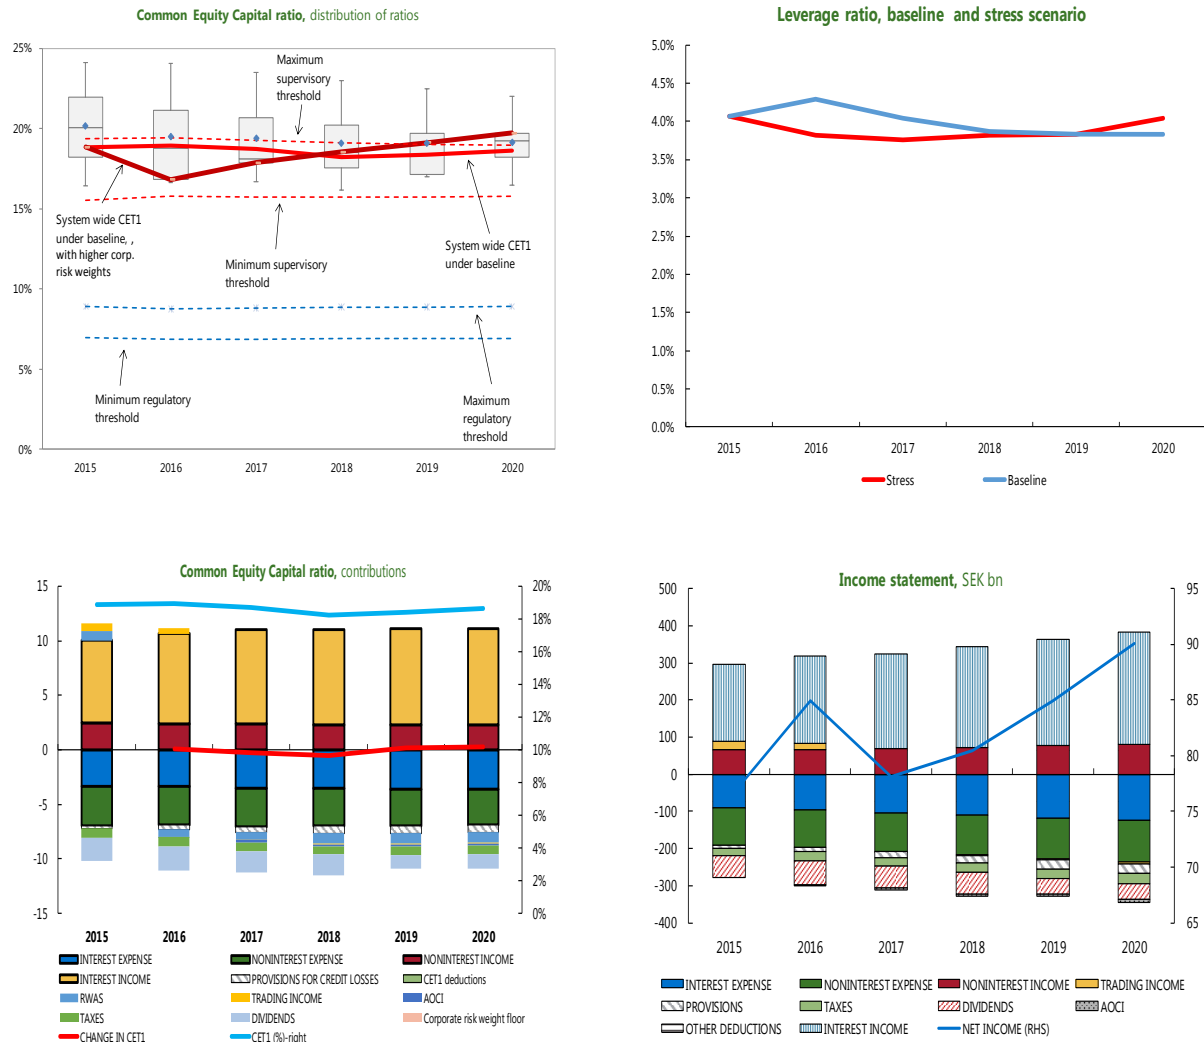 Common Equity Capital ratio, distribution of ratios
25%
20%
15%
10%
5%
0%
Maximum
supervisory
threshold
System wide CET1
under baseline, ,
with higher corp.
risk weights
Minimum supervisory
threshold
System wide CET1
under baseline
Minimum regulatory
threshold
Maximum
regulatory
threshold
2015 2016 2017 2018 2019 2020
Leverage ratio, baseline and stress scenario
5.0%
4.5%
4.0%
3.5%
3.0%
2.5%
2.0%
1.5%
1.0%
0.5%
0.0%
2015 2016 2017 2018 2019 2020
Stress Baseline
Common Equity Capital ratio, contributions
15 20%
18%
10 16%
14%
5
12%
0 10%
8%
-5
6%
-10 4%
2%
-15 0%
2015 2016 2017 2018 2019 2020
INTEREST EXPENSE NONINTEREST EXPENSE NONINTEREST INCOME
INTEREST INCOME PROVISIONS FOR CREDIT LOSSES CET1 deductions
RWAS TRADING INCOME AOCI
TAXES DIVIDENDS Corporate risk weight floor
CHANGE IN CET1 CET1 (%)-right
Income statement, SEK bn
500 95
400
300 90
200 85
100
0 80
-100 75
-200
-300 70
-400 65
2015 2016 2017 2018 2019 2020
INTEREST EXPENSE NONINTEREST EXPENSE NONINTEREST INCOME TRADING INCOME
PROVISIONS TAXES DIVIDENDS AOCI
OTHER DEDUCTIONS INTEREST INCOME NET INCOME (RHS)